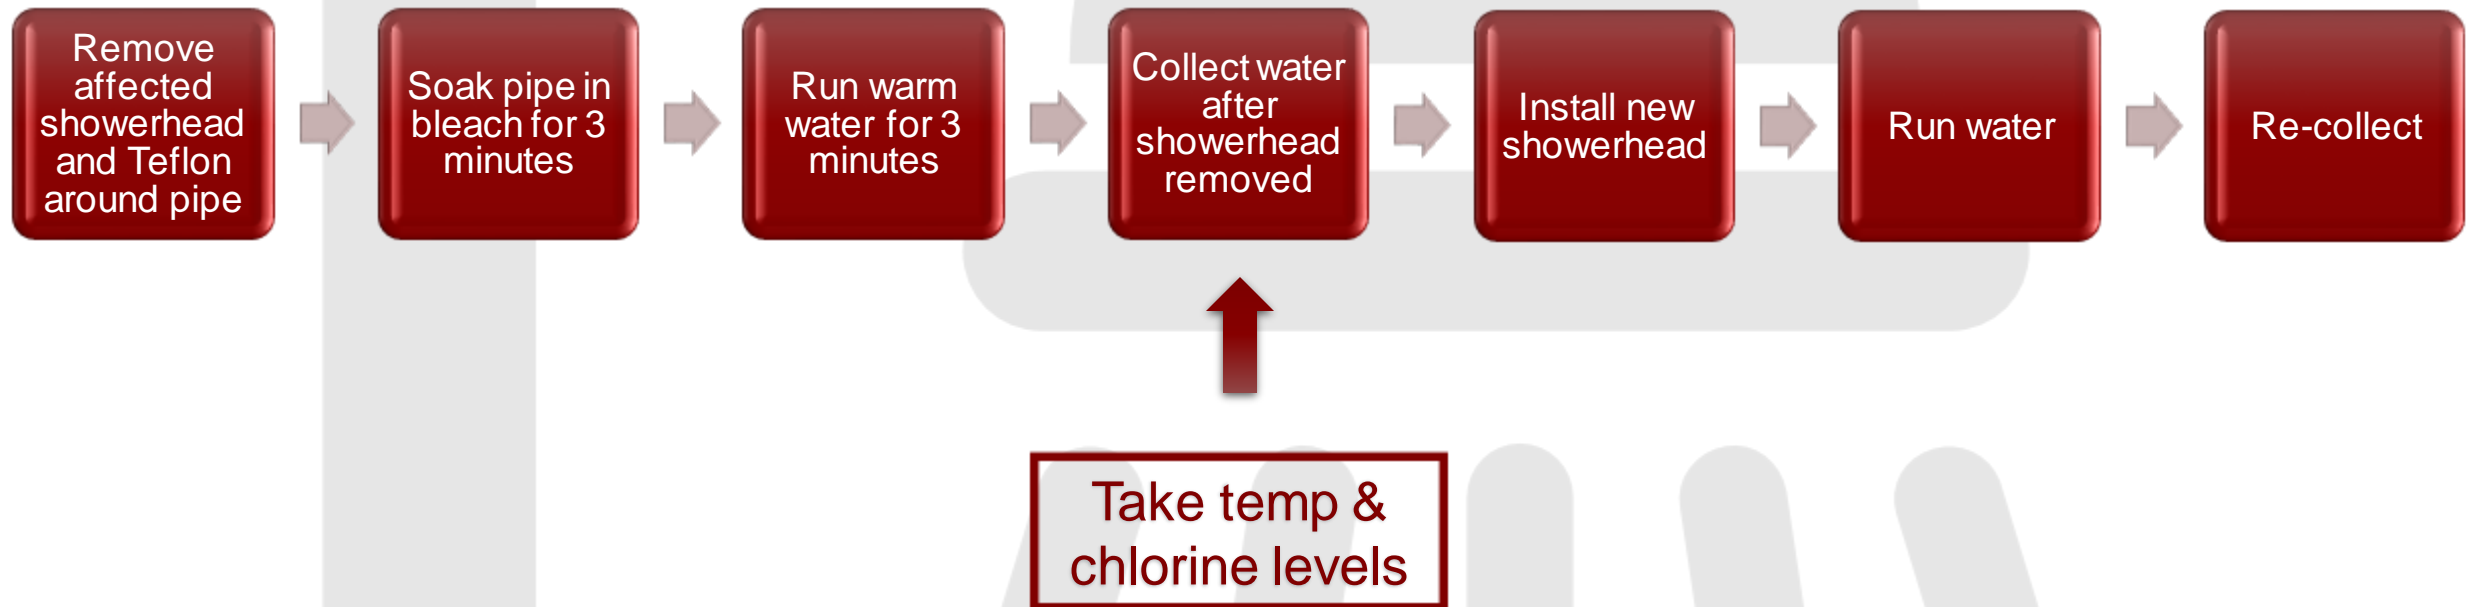 Remove
affected
showerhead
and Teflon
around pipe
Soak pipe in
bleach for 3
minutes
Run warm
water for 3
minutes
Collect water
after
showerhead
removed
Install new
showerhead
Run water
Re-collect
Take temp &
chlorine levels